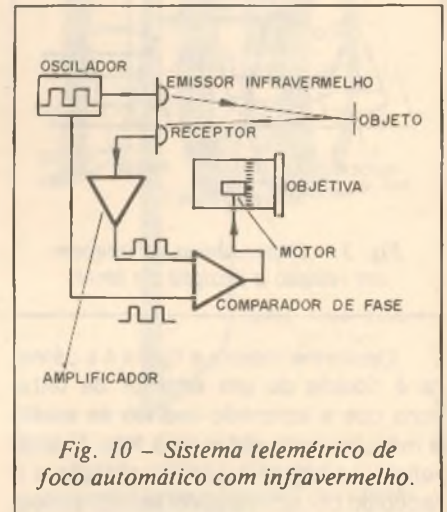 OSCILADOR
EMISSOR INFRAVERMELHO
OBJETO
RECEPTOR
OBJETIVA
MOTOR
COMPARADOR DE FASE
AMPLIFICADOR
Fig. 10 – Sistema telemétrico de
foco automático com infravermelho.